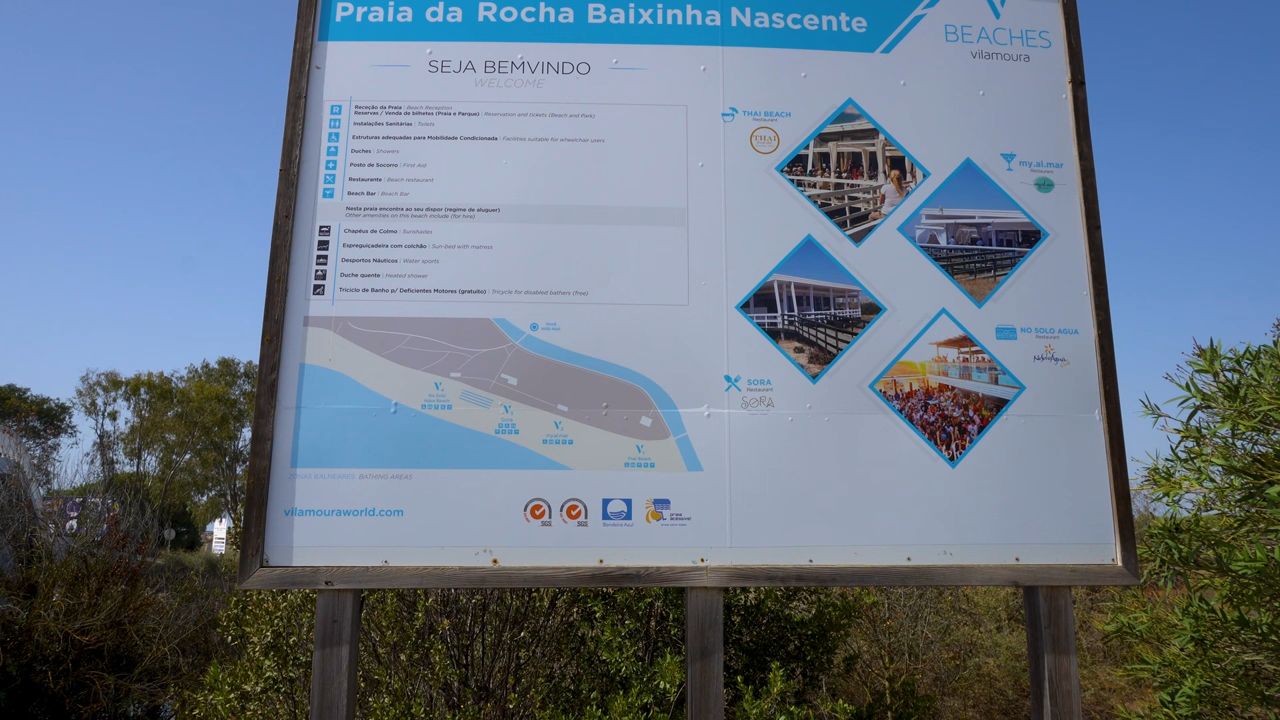 Praia da Rocha Baixinha Nascente
BEACHES
vilamoura
SEJA BEMVINDO
WELCOME
R
Receção da Praia | Beach Reception
Reservas / Venda de bilhetes (Praia e Parque) | Reservation and tickets (Beach and Park)
Instalações Sanitárias | Toilets
Estruturas adequadas para Mobilidade Condicionada | Facilities suitable for wheelchair users
Duches | Showers
Posto de Socorro | First Aid
Restaurante | Beach restaurant
Beach Bar | Beach Bar
Nesta praia encontra ao seu dispor (regime de aluguer)
Other amenities on this beach include (for hire)
Chapéus de Colmo | Sunshades
Espreguiçadeira com colchão | Sun-bed with matress
Desportos Náuticos | Water sports
Duche quente | Heated shower
Triciclo de Banho p/ Deficientes Motores (gratuito) | Tricycle for disabled bathers (free)
THAI BEACH
Restaurant
THAI
my.al.mar
Restaurant
NO SOLO AGUA
Restaurant
SORA
Restaurant
SORA
ZONAS BALNEARES BATHING AREAS
vilamouraworld.com
SGS
SGS
Bandeira Azul
praia
acessível